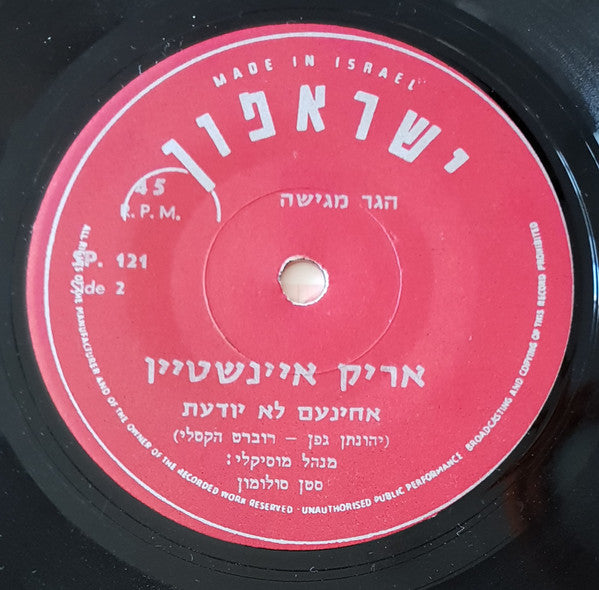 MADE IN ISRAEL
ישראפון
45
R.P.M.
הגר מגישה
P. 121
Side 2
אריק איינשטיין
אחינעם לא יודעת
(יהונתן גפן – רוברט הקסלי)
מנהל מוסיקלי:
סטן סולומון
ALL RIGHTS OF THE MANUFACTURER AND OF THE OWNER OF THE RECORDED WORK RESERVED · UNAUTHORISED PUBLIC PERFORMANCE BROADCASTING AND COPYING OF THIS RECORD PROHIBITED